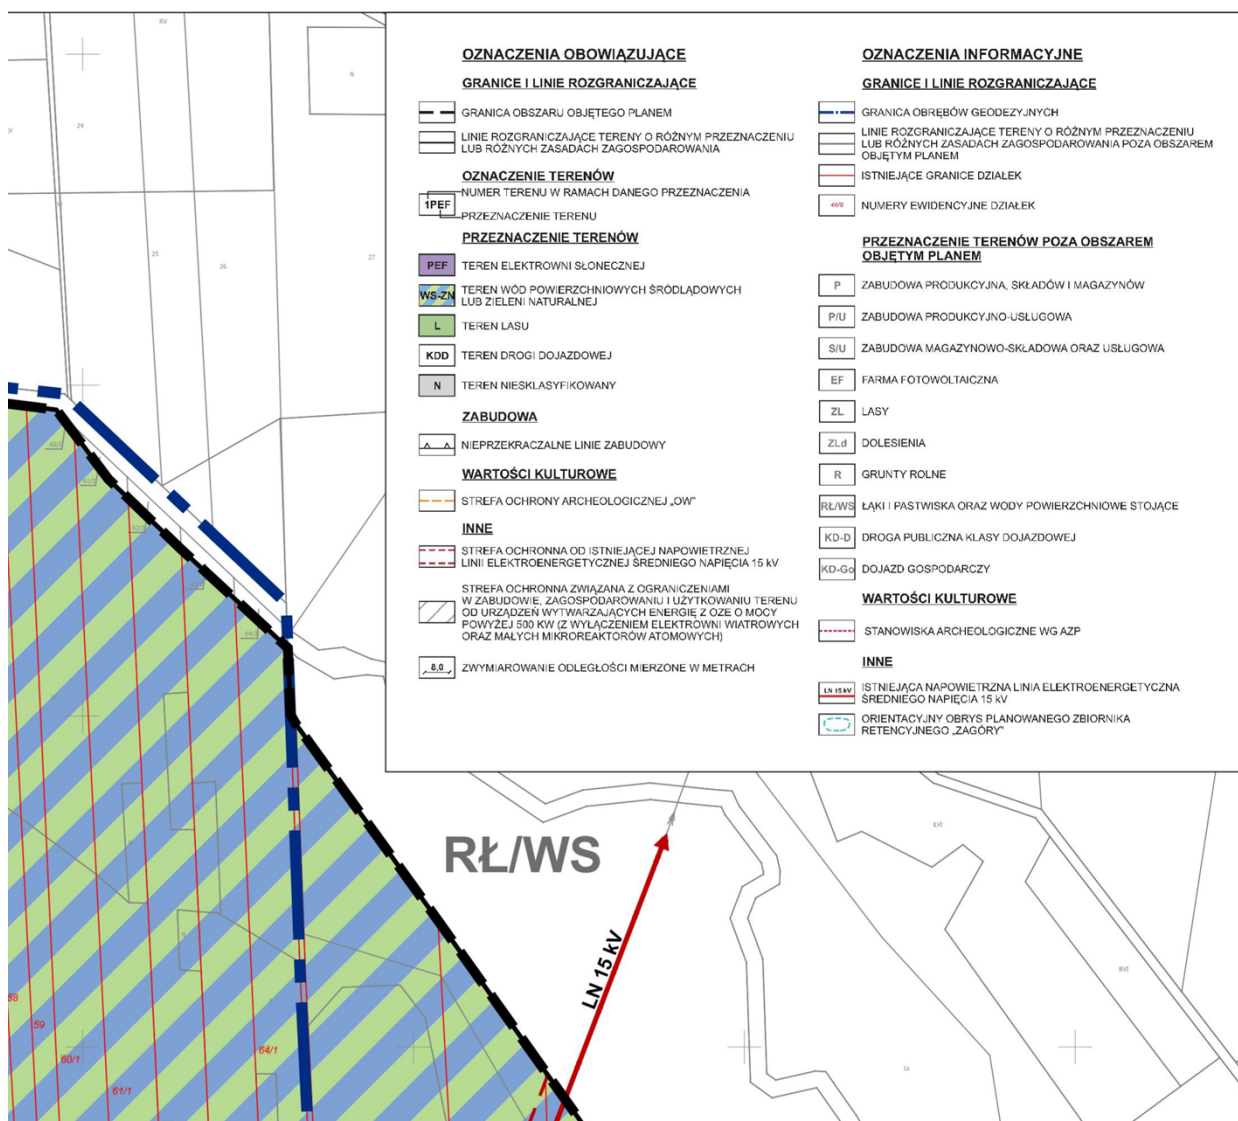 OZNACZENIA OBOWIĄZUJĄCE
GRANICE I LINIE ROZGRANICZAJĄCE
GRANICA OBSZARU OBJĘTEGO PLANEM
LINIE ROZGRANICZAJĄCE TERENY O RÓŻNYM PRZEZNACZENIU
LUB RÓŻNYCH ZASADACH ZAGOSPODAROWANIA
OZNACZENIE TERENÓW
NUMER TERENU W RAMACH DANEGO PRZEZNACZENIA
1PEF
PRZEZNACZENIE TERENU
PRZEZNACZENIE TERENÓW
PEF TEREN ELEKTROWNI SŁONECZNEJ
WS-ZN TEREN WÓD POWIERZCHNIOWYCH ŚRÓDLĄDOWYCH
LUB ZIELENI NATURALNEJ
L TEREN LASU
KDD TEREN DROGI DOJAZDOWEJ
N TEREN NIESKLASYFIKOWANY
ZABUDOWA
NIEPRZEKRACZALNE LINIE ZABUDOWY
WARTOŚCI KULTUROWE
STREFA OCHRONY ARCHEOLOGICZNEJ „OW"
INNE
STREFA OCHRONNA OD ISTNIEJĄCEJ NAPOWIETRZNEJ
LINII ELEKTROENERGETYCZNEJ ŚREDNIEGO NAPIĘCIA 15 kV
STREFA OCHRONNA ZWIĄZANA Z OGRANICZENIAMI
W ZABUDOWIE, ZAGOSPODAROWANIU I UŻYTKOWANIU TERENU
OD URZĄDZEŃ WYTWARZAJĄCYCH ENERGIĘ Z OZE O MOCY
POWYŻEJ 500 KW (Z WYŁĄCZENIEM ELEKTROWNI WIATROWYCH
ORAZ MAŁYCH MIKROREAKTORÓW ATOMOWYCH)
8,0 ZWYMIAROWANIE ODLEGŁOŚCI MIERZONE W METRACH
OZNACZENIA INFORMACYJNE
GRANICE I LINIE ROZGRANICZAJĄCE
GRANICA OBRĘBÓW GEODEZYJNYCH
LINIE ROZGRANICZAJĄCE TERENY O RÓŻNYM PRZEZNACZENIU
LUB RÓŻNYCH ZASADACH ZAGOSPODAROWANIA POZA OBSZAREM
OBJĘTYM PLANEM
ISTNIEJĄCE GRANICE DZIAŁEK
NUMERY EWIDENCYJNE DZIAŁEK
PRZEZNACZENIE TERENÓW POZA OBSZAREM
OBJĘTYM PLANEM
P ZABUDOWA PRODUKCYJNA, SKŁADÓW I MAGAZYNÓW
P/U ZABUDOWA PRODUKCYJNO-USŁUGOWA
S/U ZABUDOWA MAGAZYNOWO-SKŁADOWA ORAZ USŁUGOWA
EF FARMA FOTOWOLTAICZNA
ZL LASY
ZLd DOLESIENIA
R GRUNTY ROLNE
RŁ/WS ŁĄKI I PASTWISKA ORAZ WODY POWIERZCHNIOWE STOJĄCE
KD-D DROGA PUBLICZNA KLASY DOJAZDOWEJ
KD-Go DOJAZD GOSPODARCZY
WARTOŚCI KULTUROWE
STANOWISKA ARCHEOLOGICZNE WG AZP
INNE
LN 15 kV ISTNIEJĄCA NAPOWIETRZNA LINIA ELEKTROENERGETYCZNA
ŚREDNIEGO NAPIĘCIA 15 kV
ORIENTACYJNY OBRYS PLANOWANEGO ZBIORNIKA
RETENCYJNEGO „ZAGÓRY"
RV
N
24
25
26
27
RŁ/WS
LN 15 kV
ŁVI
RVI
59
60/1
61/1
64/1